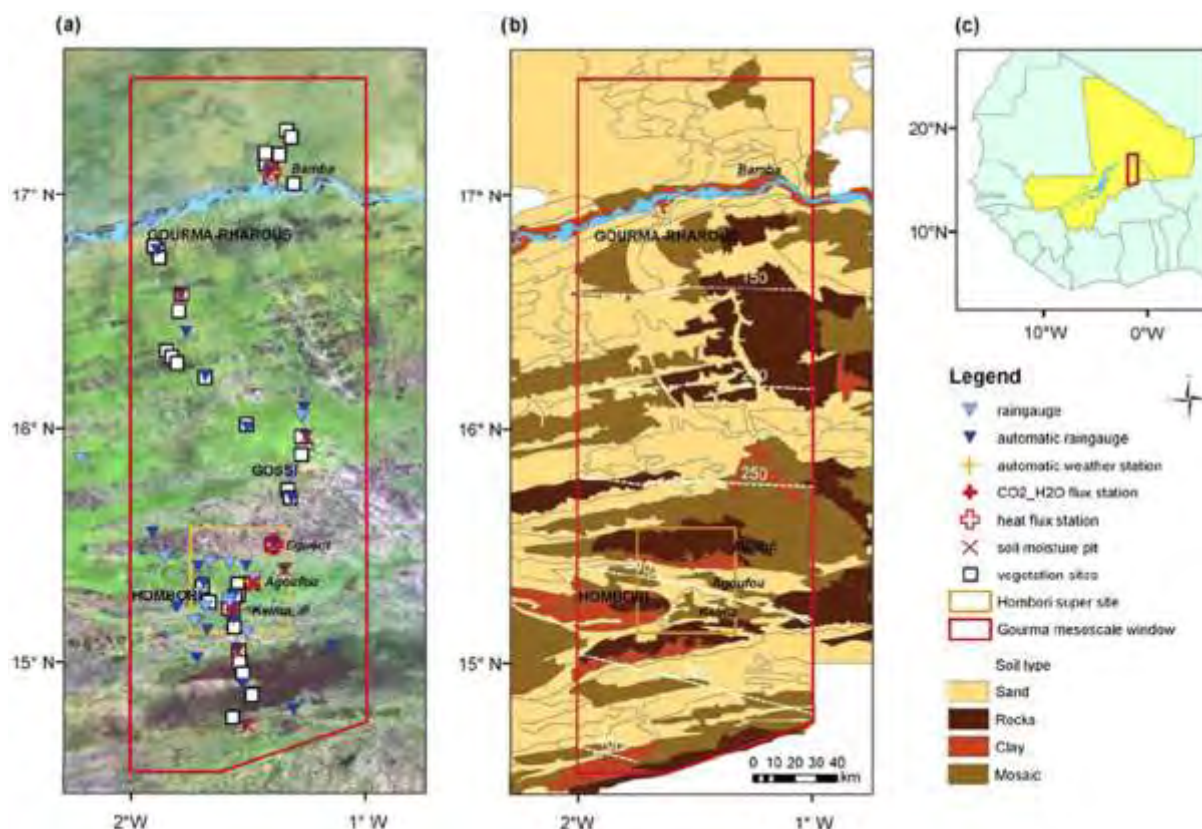 (a)
(b)
(c)
17° N
16° N
15° N
2°W
1°W
Bamba
GOURMA-RHAROUS
GOSSI
Agoufou
HOMBORI
17° N
16° N
15° N
2°W
1° W
Bamba
GOURMA-RHAROUS
150
250
Agoufou
HOMBORI
0 10 20 30 40
km
20°N
10°N
10°W
0°W
Legend
raingauge
automatic raingauge
automatic weather station
CO2_H2O flux station
heat flux station
soil moisture pit
vegetation sites
Hombori super site
Gourma mesoscale window
Soil type
Sand
Rocks
Clay
Mosaic